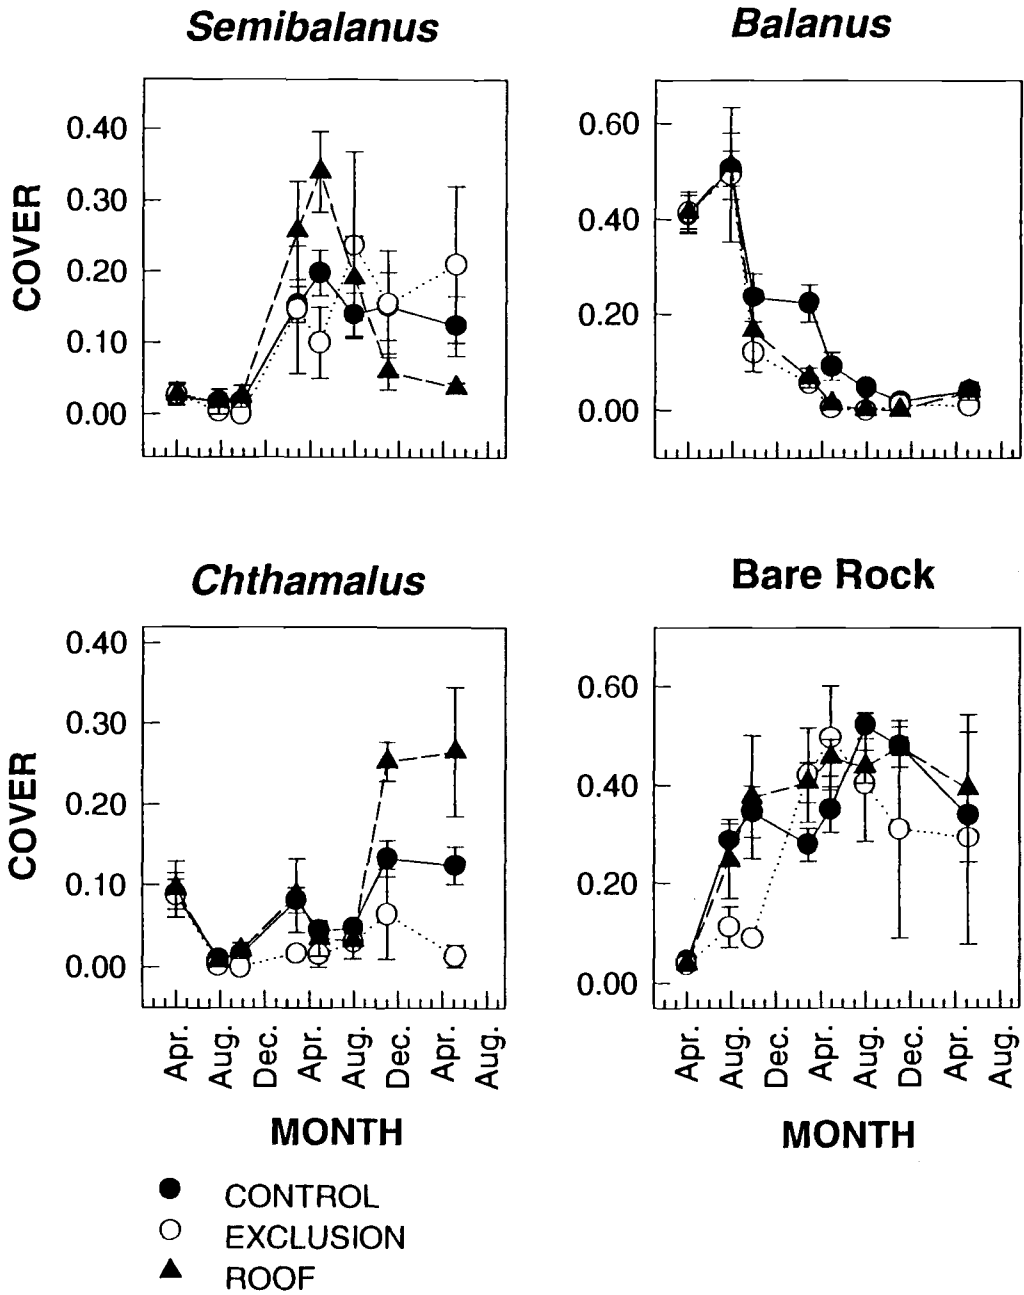 Semibalanus
Balanus
COVER
0.40
0.30
0.20
0.10
0.00
0.60
0.40
0.20
0.00
Chthamalus
Bare Rock
COVER
0.40
0.30
0.20
0.10
0.00
0.60
0.40
0.20
0.00
Apr. Aug. Dec. Apr. Aug. Dec. Apr. Aug.
Apr. Aug. Dec. Apr. Aug. Dec. Apr. Aug.
MONTH
MONTH
CONTROL
EXCLUSION
ROOF